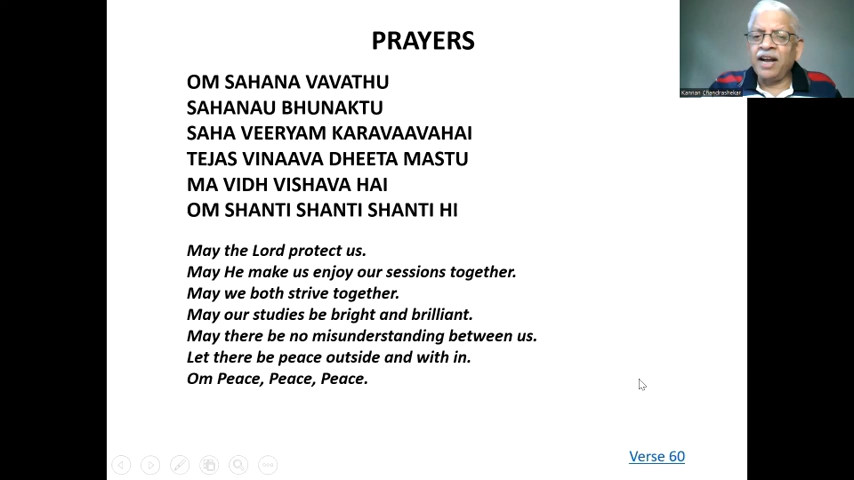 PRAYERS
OM SAHANA VAVATHU
SAHANAU BHUNAKTU
SAHA VEERYAM KARAVAAVAHAI
TEJAS VINAAVA DHEETA MASTU
MA VIDH VISHAVA HAI
OM SHANTI SHANTI SHANTI HI
May the Lord protect us.
May He make us enjoy our sessions together.
May we both strive together.
May our studies be bright and brilliant.
May there be no misunderstanding between us.
Let there be peace outside and with in.
Om Peace, Peace, Peace.
Verse 60
Kannan Chandrashekar